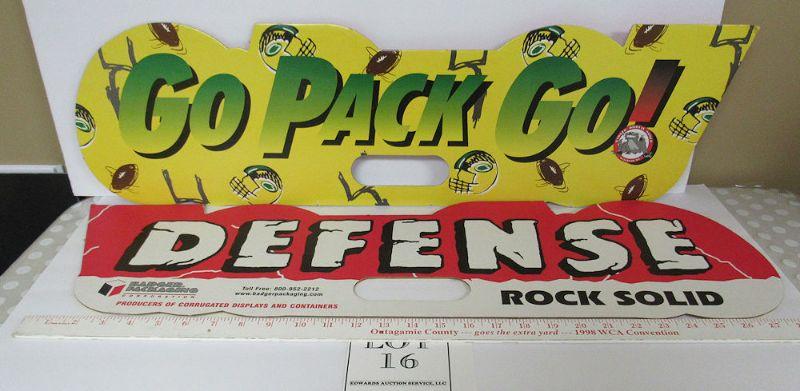 GO PACK GO!
DEFENSE
BADGER PACKAGING CORPORATION
Toll Free: 800-952-2212
www.badgerpackaging.com
PRODUCERS OF CORRUGATED DISPLAYS AND CONTAINERS
ROCK SOLID
Outagamie County --- goes the extra yard --- 1998 WCA Convention
LOT
16
EDWARDS AUCTION SERVICE, LLC